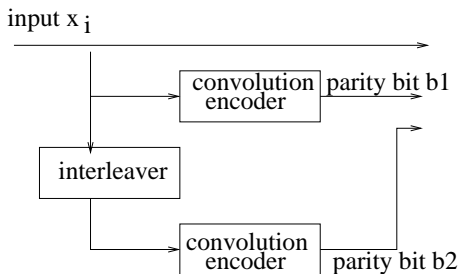 input x i
convolution
encoder
parity bit b1
interleaver
convolution
encoder
parity bit b2